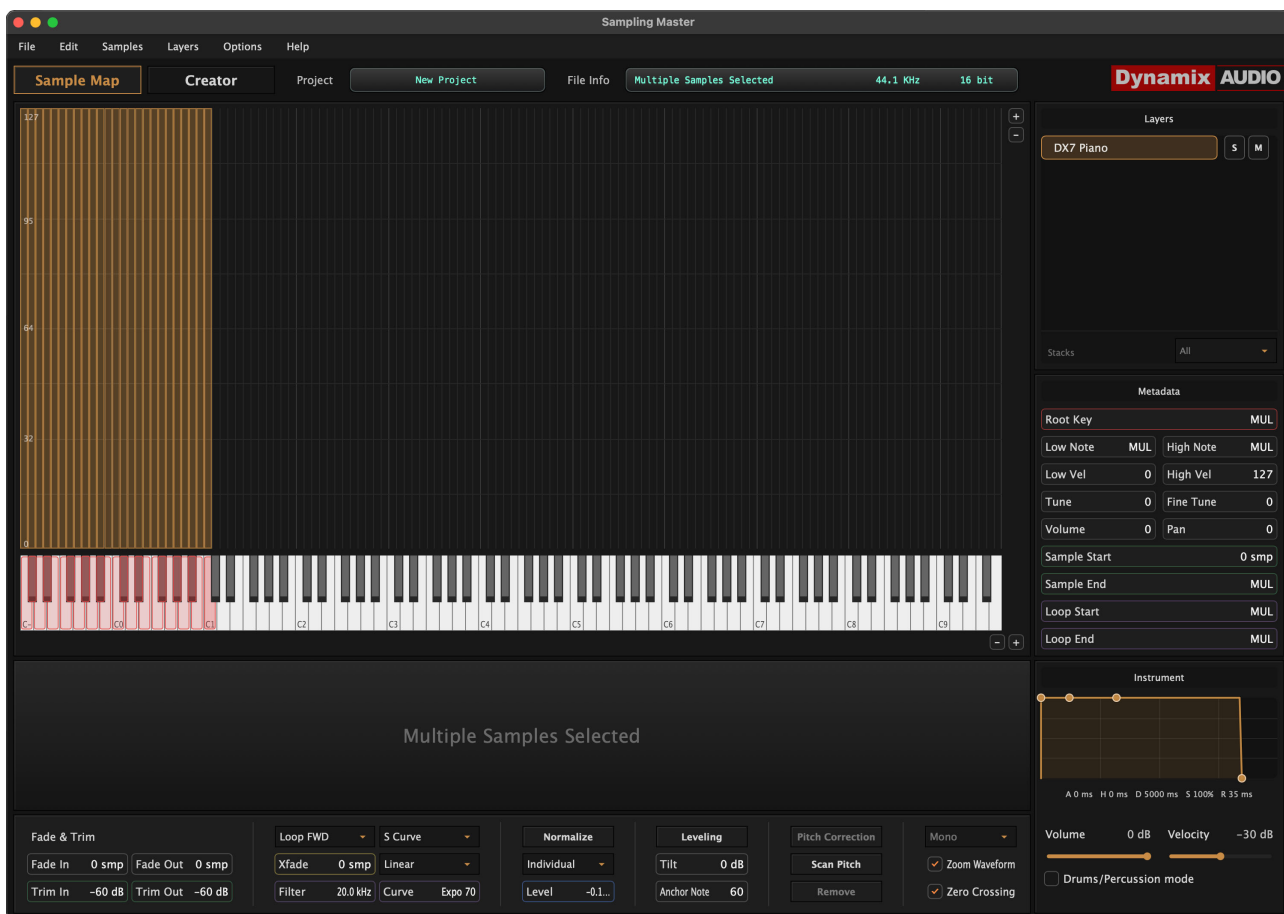 Sampling Master
File Edit Samples Layers Options Help
Sample Map Creator Project New Project File Info Multiple Samples Selected 44.1 KHz 16 bit Dynamix AUDIO
127
95
64
32
0
C- C0 C1 C2 C3 C4 C5 C6 C7 C8 C9
+
-
- +
Layers
DX7 Piano S M
Stacks All
Metadata
Root Key MUL
Low Note MUL High Note MUL
Low Vel 0 High Vel 127
Tune 0 Fine Tune 0
Volume 0 Pan 0
Sample Start 0 smp
Sample End MUL
Loop Start MUL
Loop End MUL
Multiple Samples Selected
Instrument
A 0 ms H 0 ms D 5000 ms S 100% R 35 ms
Volume 0 dB Velocity -30 dB
Drums/Percussion mode
Fade & Trim
Fade In 0 smp Fade Out 0 smp
Trim In -60 dB Trim Out -60 dB
Loop FWD S Curve
Xfade 0 smp Linear
Filter 20.0 kHz Curve Expo 70
Normalize
Individual
Level -0.1...
Leveling
Tilt 0 dB
Anchor Note 60
Pitch Correction
Scan Pitch
Remove
Mono
Zoom Waveform
Zero Crossing